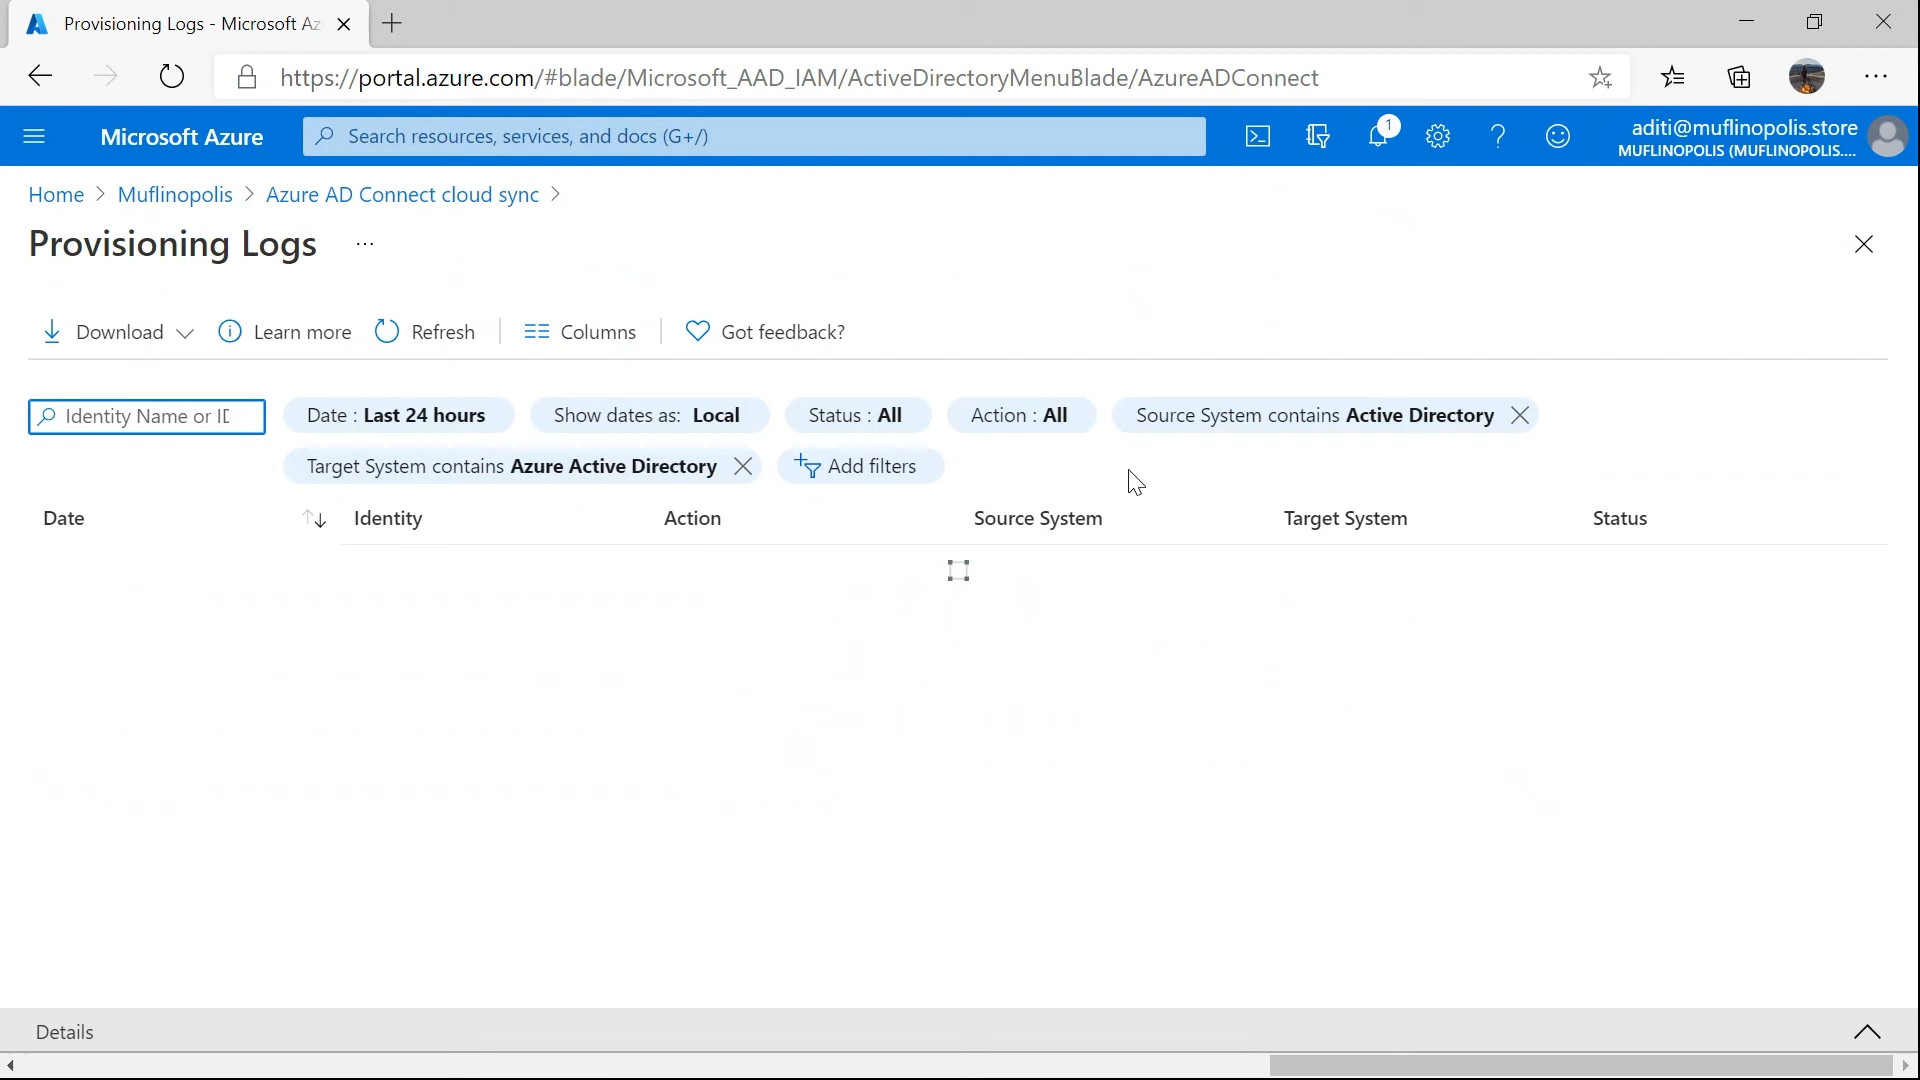 Provisioning Logs - Microsoft Az
https://portal.azure.com/#blade/Microsoft_AAD_IAM/ActiveDirectoryMenuBlade/AzureADConnect
Microsoft Azure
Search resources, services, and docs (G+/)
1
aditi@muflinopolis.store
MUFLINOPOLIS (MUFLINOPOLIS....
Home > Muflinopolis > Azure AD Connect cloud sync >
Provisioning Logs ...
Download Learn more Refresh Columns Got feedback?
Identity Name or ID Date : Last 24 hours Show dates as: Local Status : All Action : All Source System contains Active Directory
Target System contains Azure Active Directory Add filters
Date Identity Action Source System Target System Status
Details